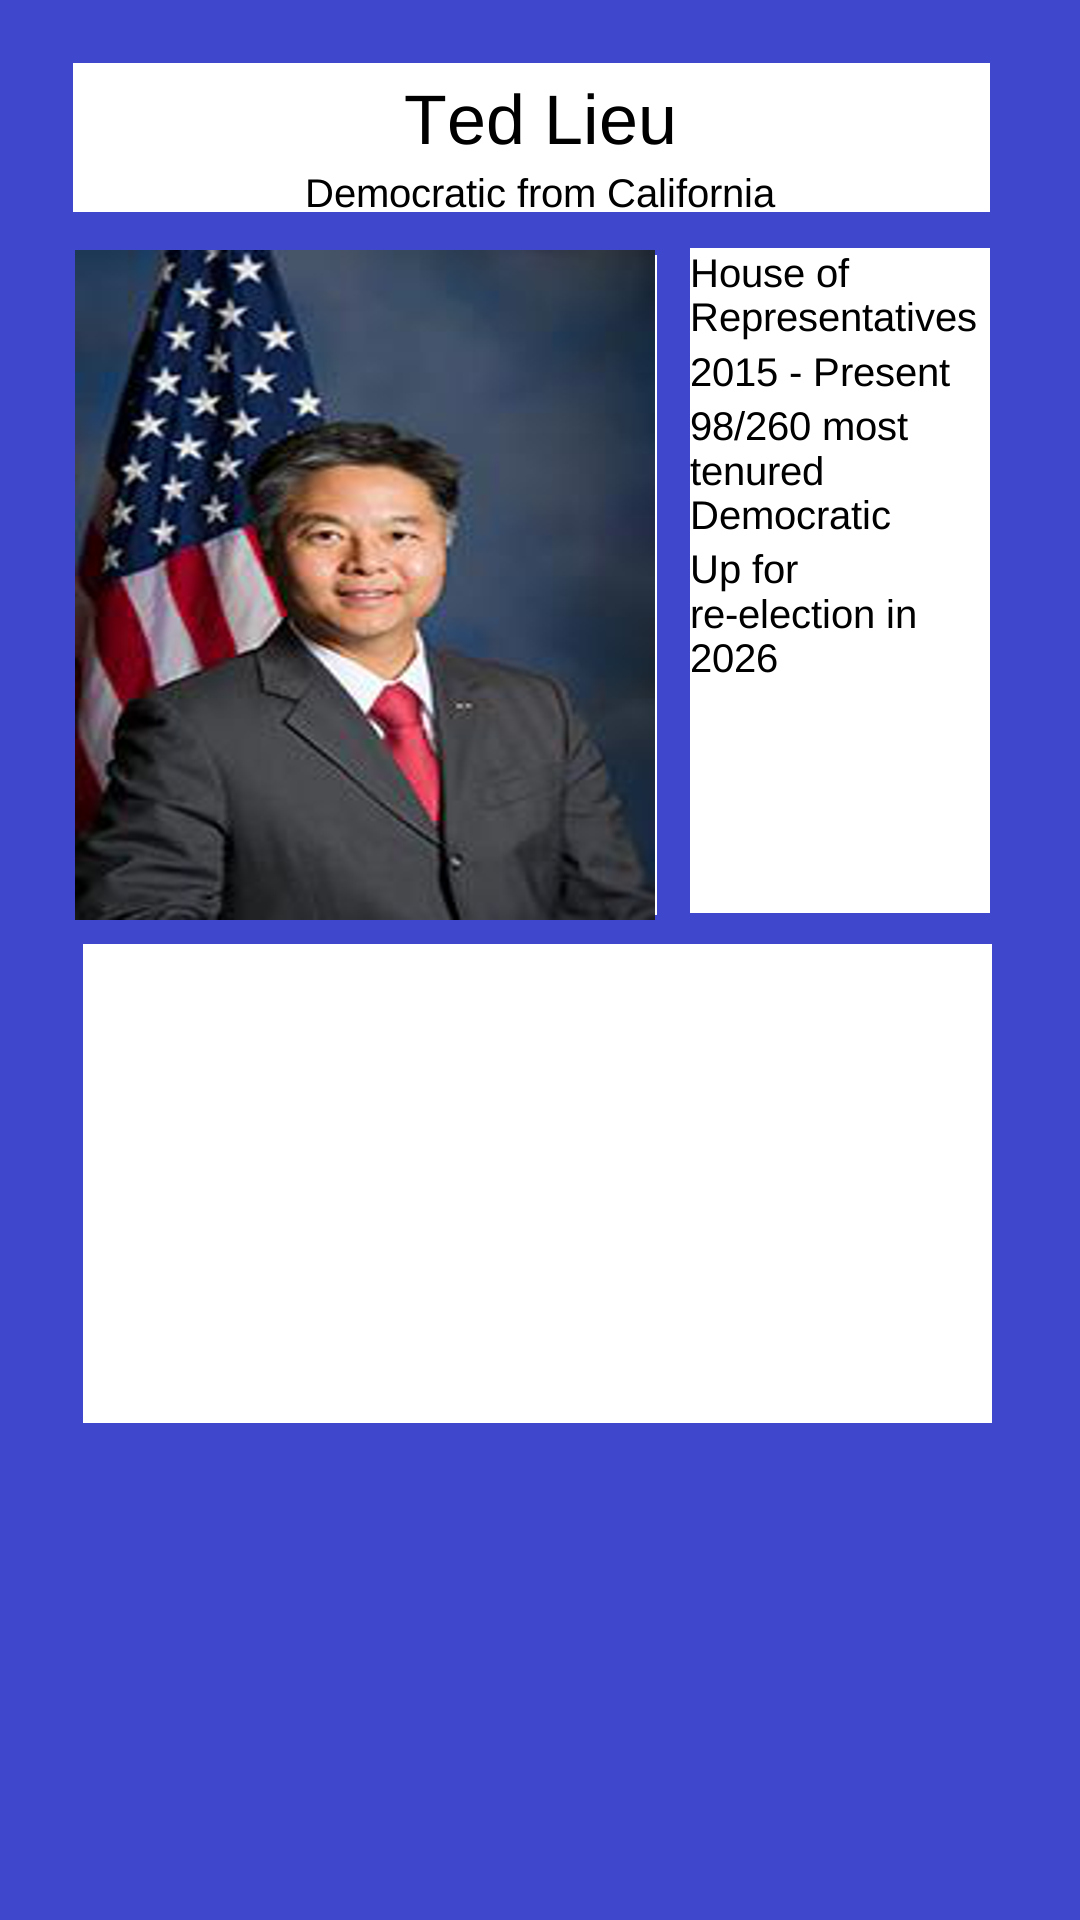 Ted Lieu
Democratic from California
House of
Representatives
2015 - Present
98/260 most
tenured
Democratic
Up for
re-election in
2026